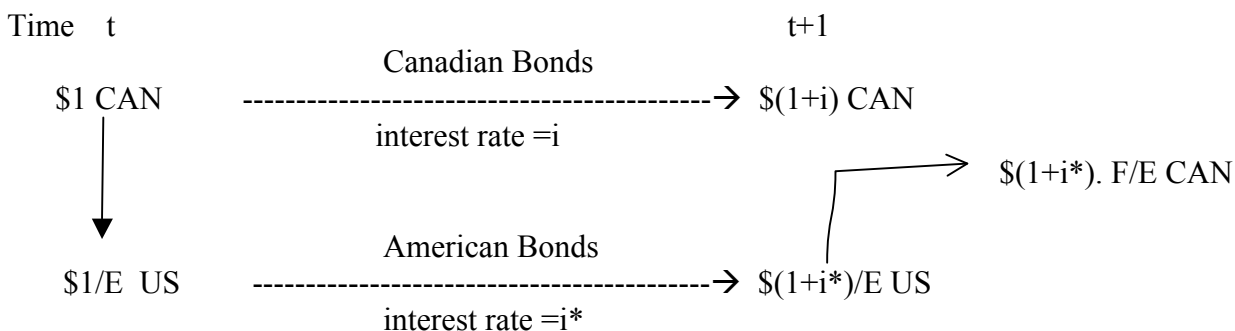 Time t t+1
Canadian Bonds
$1 CAN ------------------------------------------→ $(1+i) CAN
interest rate =i
$(1+i*). F/E CAN
American Bonds
$1/E US ------------------------------------------→ $(1+i*)/E US
interest rate =i*